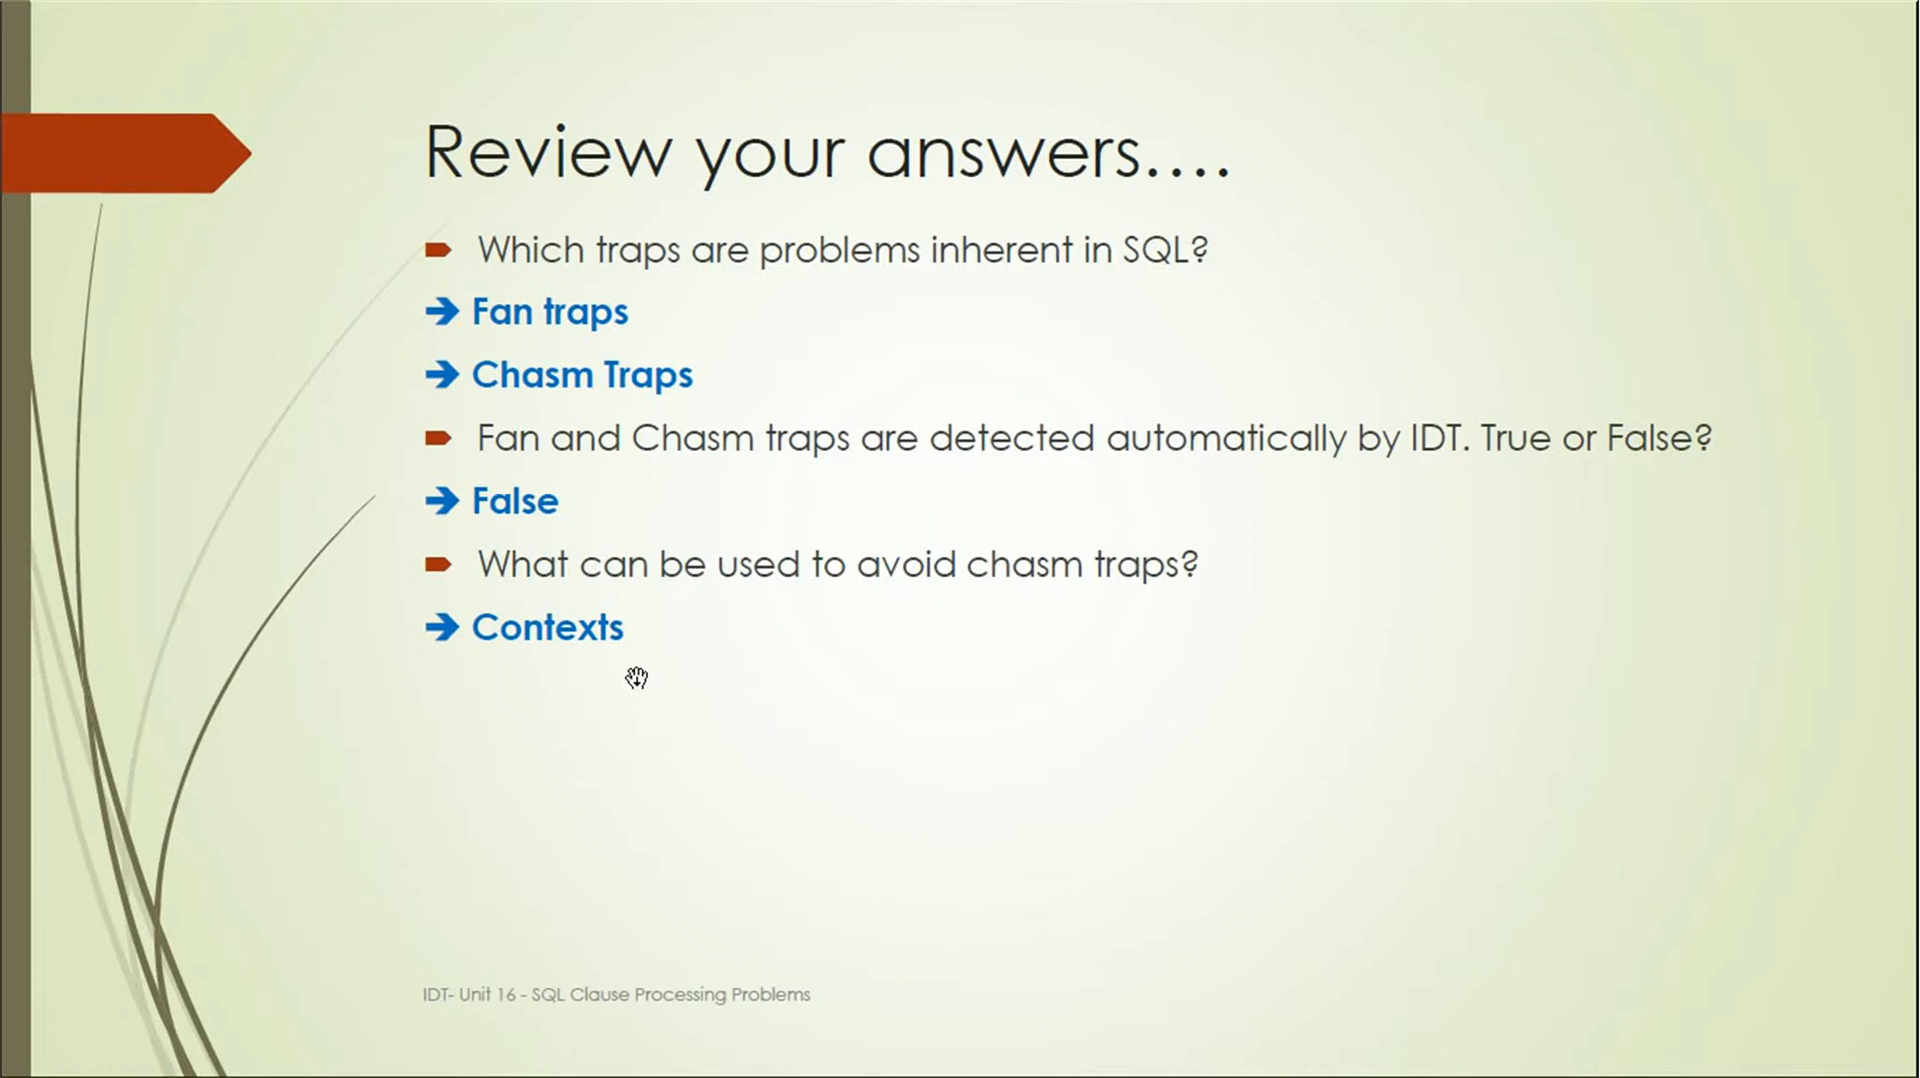 Review your answers....
Which traps are problems inherent in SQL?
➔ Fan traps
➔ Chasm Traps
Fan and Chasm traps are detected automatically by IDT. True or False?
➔ False
What can be used to avoid chasm traps?
➔ Contexts
IDT- Unit 16 - SQL Clause Processing Problems